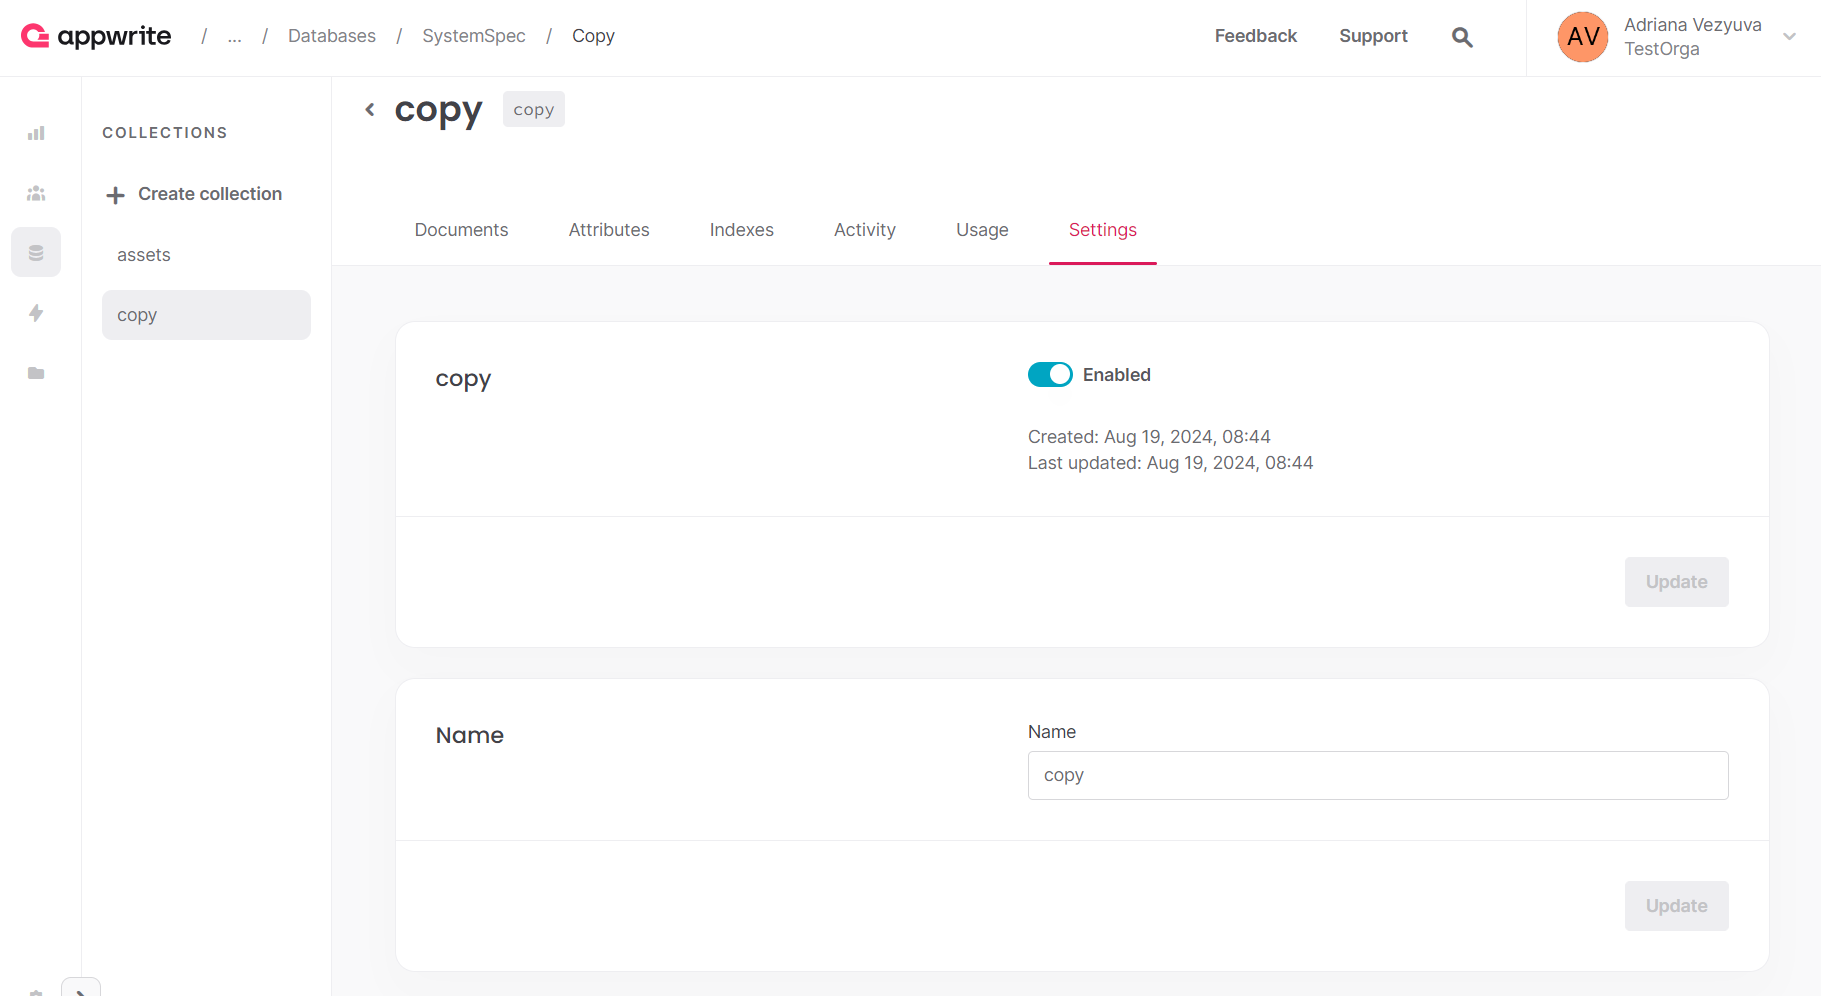 appwrite / ... / Databases / SystemSpec / Copy
Feedback Support
AV
Adriana Vezyuva
TestOrga
COLLECTIONS
Create collection
assets
copy
copy copy
Documents Attributes Indexes Activity Usage Settings
copy
Enabled
Created: Aug 19, 2024, 08:44
Last updated: Aug 19, 2024, 08:44
Update
Name
Name
copy
Update